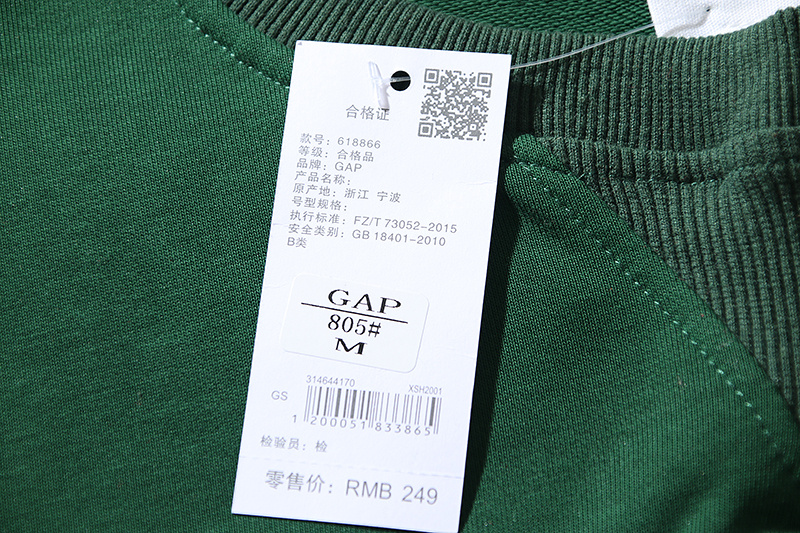 合格证
款号: 618866
等级: 合格品
品牌: GAP
产品名称:
原产地: 浙江 宁波
号型规格:
执行标准: FZ/T 73052-2015
安全类别: GB 18401-2010
B类
GAP
805#
M
314644170 XSH2001
GS
1 200051 833865
检验员: 检
零售价: RMB 249